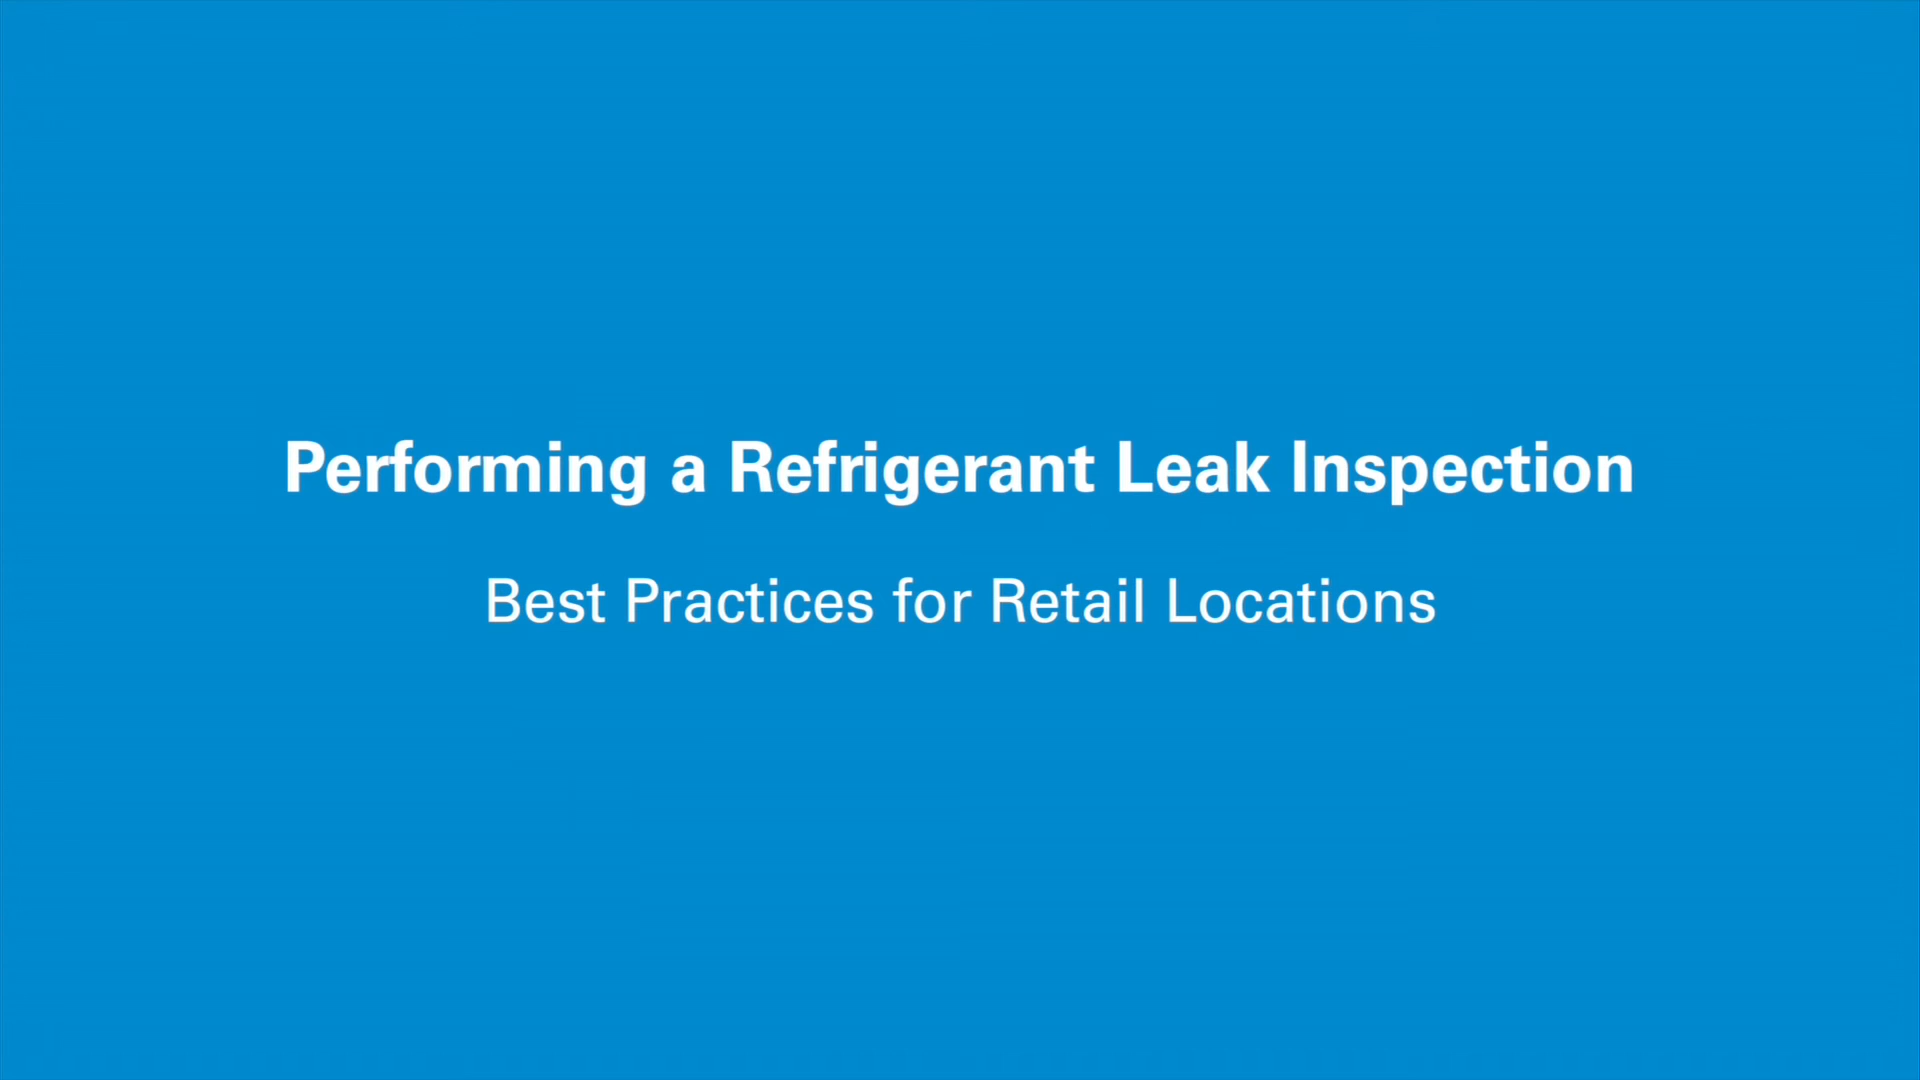 Performing a Refrigerant Leak Inspection
Best Practices for Retail Locations